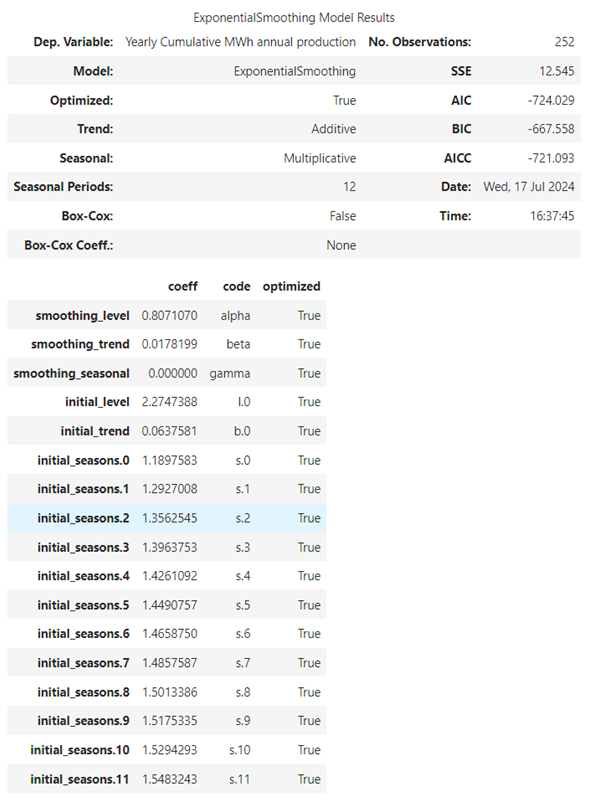 ExponentialSmoothing Model Results
Dep. Variable: Yearly Cumulative MWh annual production No. Observations: 252
Model: ExponentialSmoothing SSE 12.545
Optimized: True AIC -724.029
Trend: Additive BIC -667.558
Seasonal: Multiplicative AICC -721.093
Seasonal Periods: 12 Date: Wed, 17 Jul 2024
Box-Cox: False Time: 16:37:45
Box-Cox Coeff.: None
coeff code optimized
smoothing_level 0.8071070 alpha True
smoothing_trend 0.0178199 beta True
smoothing_seasonal 0.000000 gamma True
initial_level 2.2747388 l.0 True
initial_trend 0.0637581 b.0 True
initial_seasons.0 1.1897583 s.0 True
initial_seasons.1 1.2927008 s.1 True
initial_seasons.2 1.3562545 s.2 True
initial_seasons.3 1.3963753 s.3 True
initial_seasons.4 1.4261092 s.4 True
initial_seasons.5 1.4490757 s.5 True
initial_seasons.6 1.4658750 s.6 True
initial_seasons.7 1.4857587 s.7 True
initial_seasons.8 1.5013386 s.8 True
initial_seasons.9 1.5175335 s.9 True
initial_seasons.10 1.5294293 s.10 True
initial_seasons.11 1.5483243 s.11 True